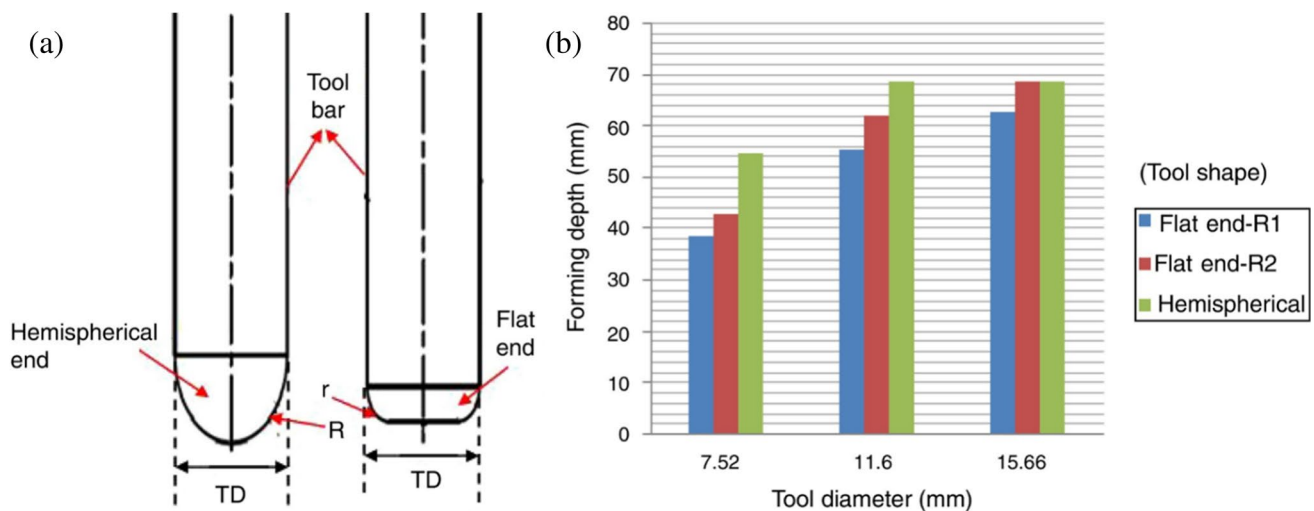 (a)
Tool
bar
Hemispherical
end
Flat
end
r
R
TD
TD
(b)
Forming depth (mm)
80
70
60
50
40
30
20
10
0
7.52
11.6
15.66
Tool diameter (mm)
(Tool shape)
Flat end-R1
Flat end-R2
Hemispherical